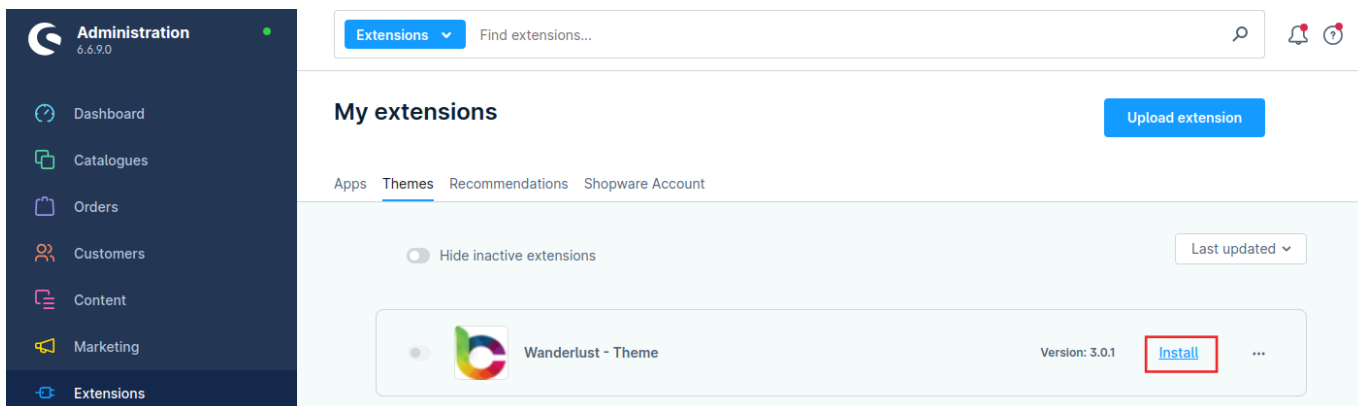 Administration
6.6.9.0
Dashboard
Catalogues
Orders
Customers
Content
Marketing
Extensions
Extensions
Find extensions...
My extensions
Upload extension
Apps Themes Recommendations Shopware Account
Hide inactive extensions
Last updated
Wanderlust - Theme
Version: 3.0.1
Install